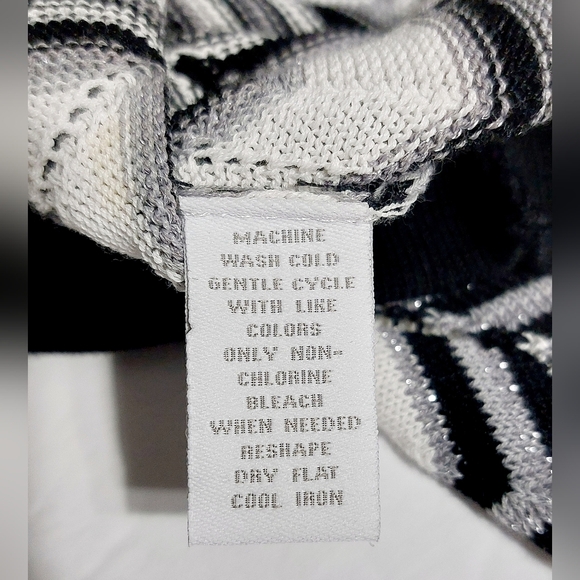 MACHINE
WASH COLD
GENTLE CYCLE
WITH LIKE
COLORS
ONLY NON-
CHLORINE
BLEACH
WHEN NEEDED
RESHAPE
DRY FLAT
COOL IRON